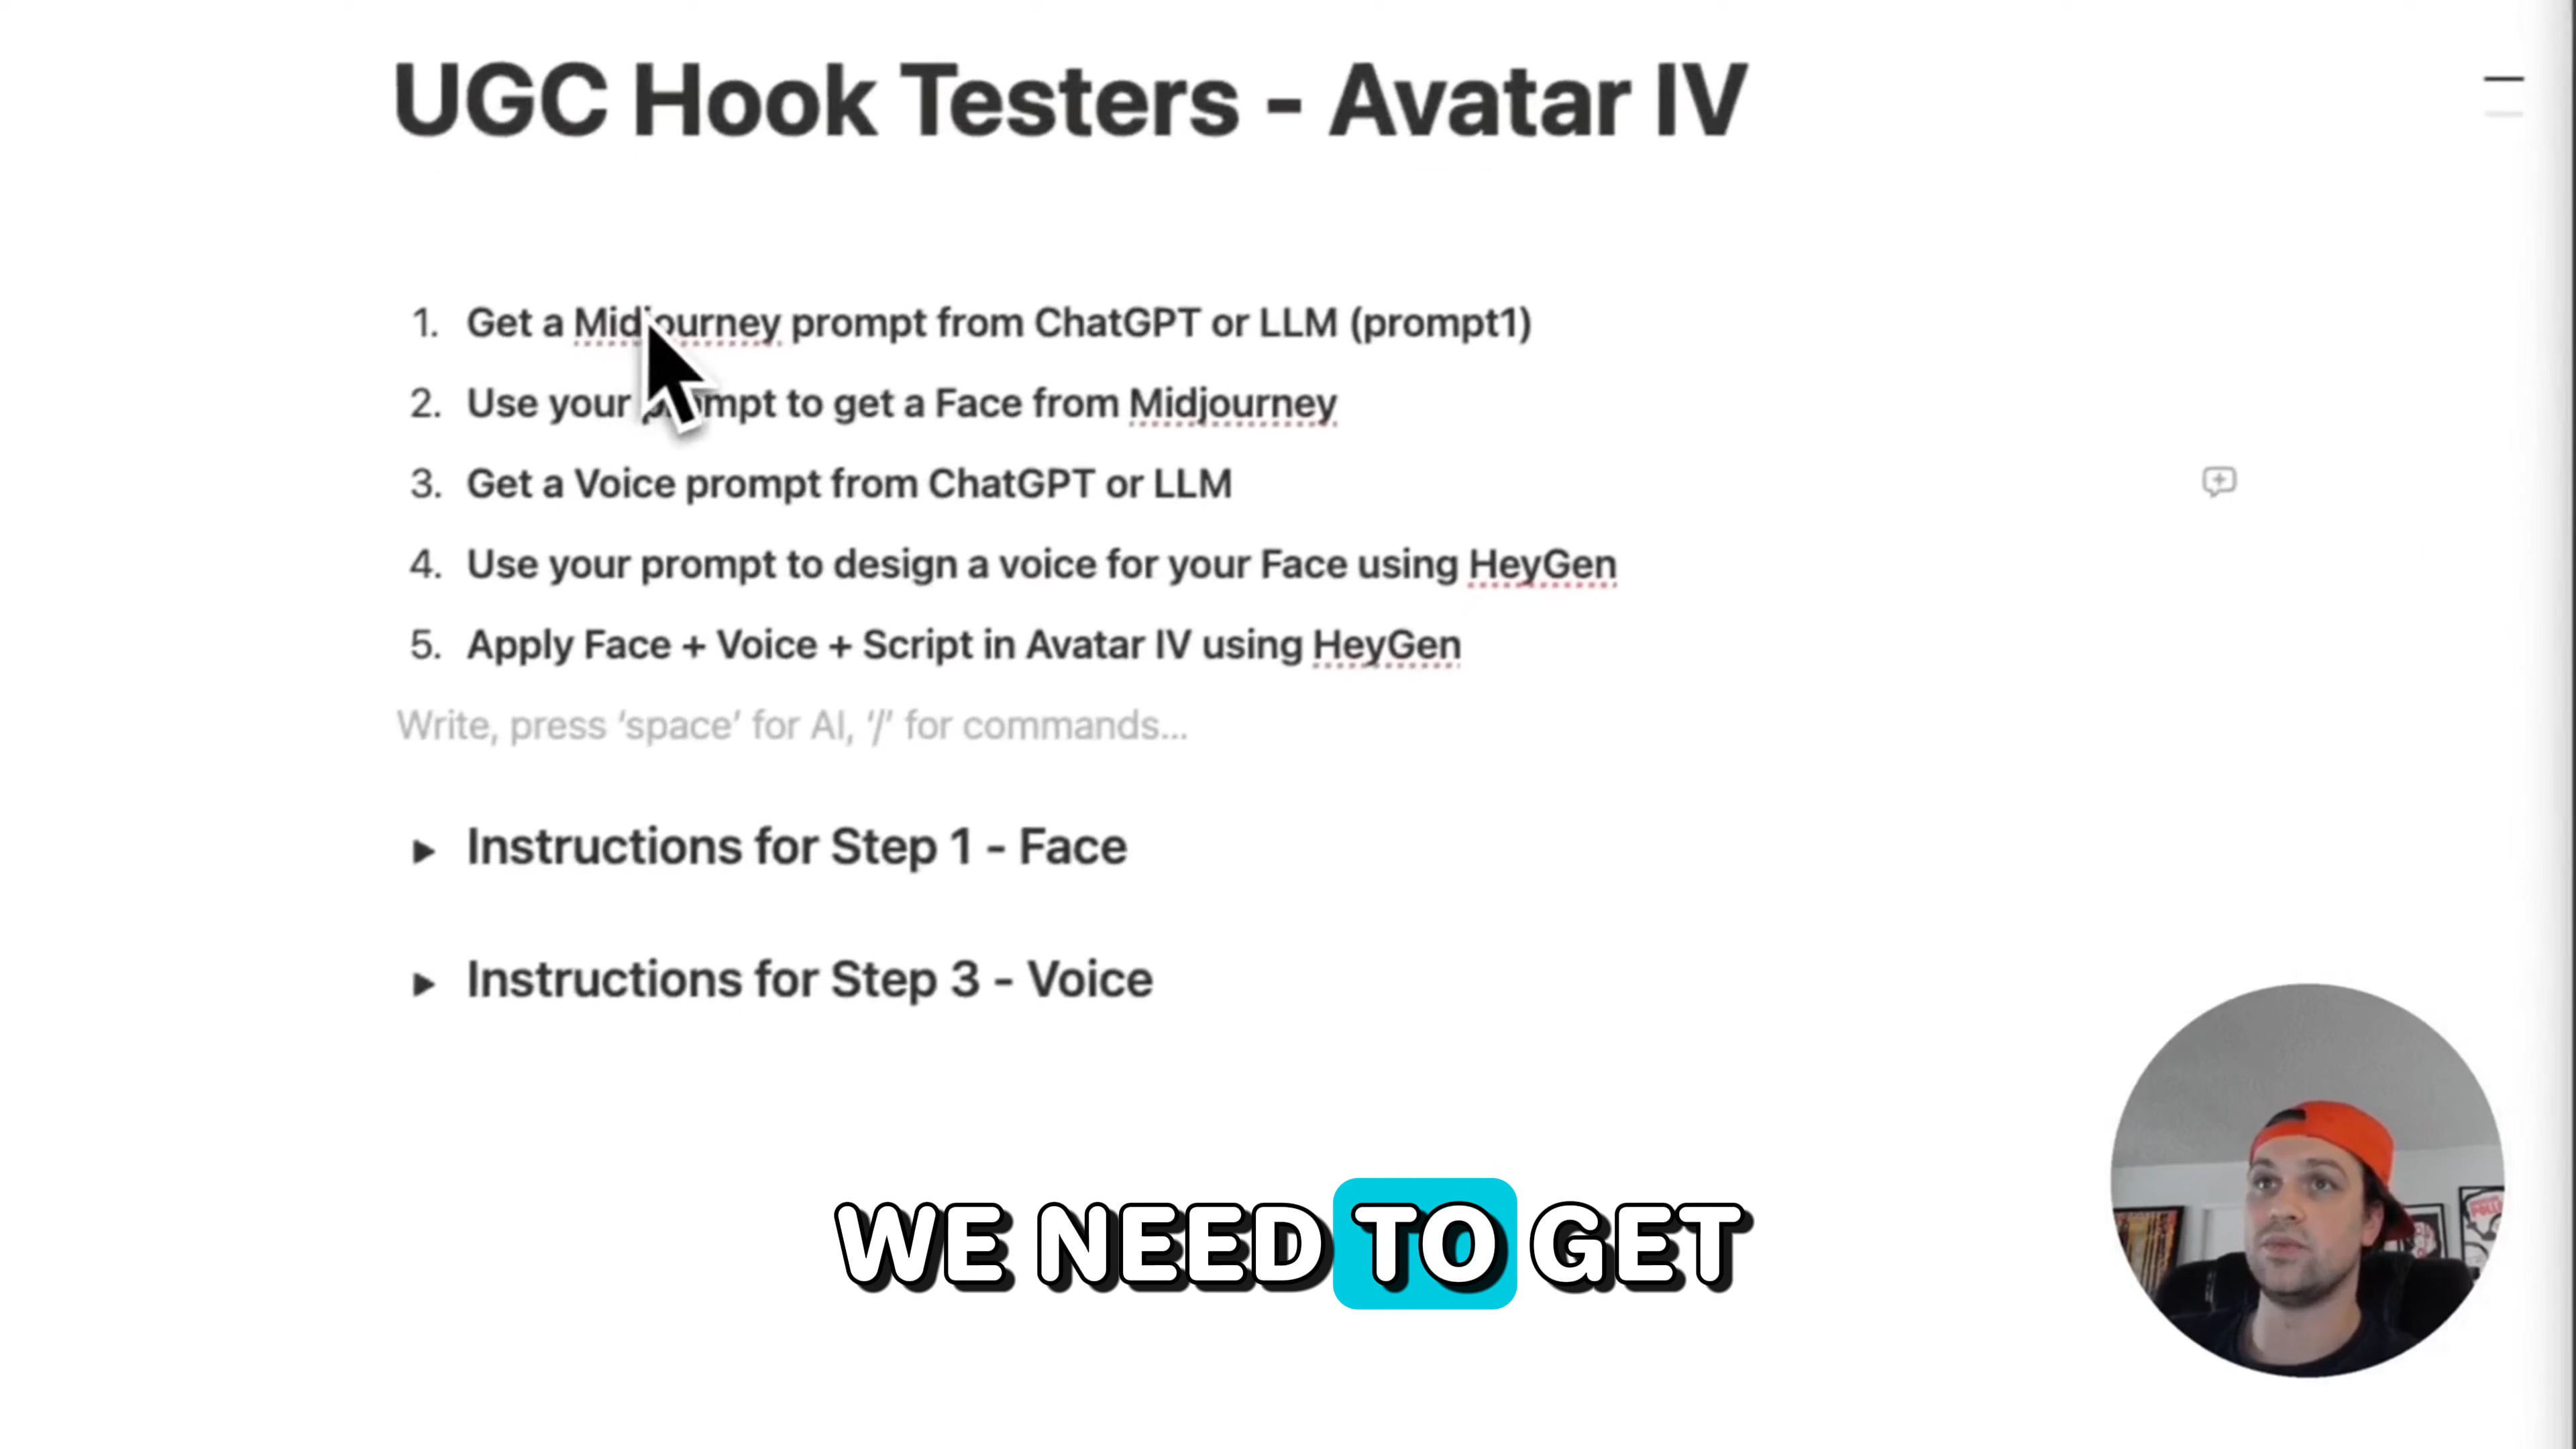 UGC Hook Testers - Avatar IV
1. Get a Midjourney prompt from ChatGPT or LLM (prompt1)
2. Use your prompt to get a Face from Midjourney
3. Get a Voice prompt from ChatGPT or LLM
4. Use your prompt to design a voice for your Face using HeyGen
5. Apply Face + Voice + Script in Avatar IV using HeyGen
Write, press ‘space’ for AI, ‘/’ for commands...
Instructions for Step 1 - Face
Instructions for Step 3 - Voice
WE NEED TO GET